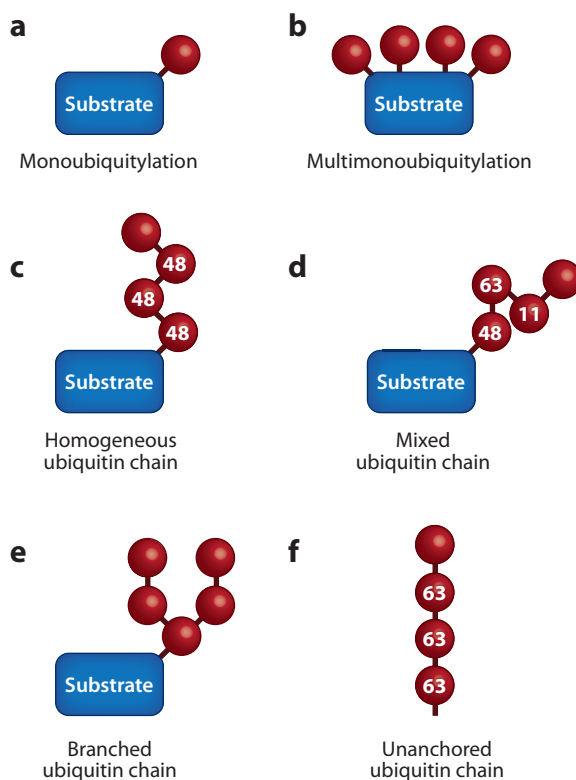 a
b
Substrate
Substrate
Monoubiquitylation
Multimonoubiquitylation
c
d
48
48
48
Substrate
63
11
48
Substrate
Homogeneous
ubiquitin chain
Mixed
ubiquitin chain
e
f
Substrate
63
63
63
Branched
ubiquitin chain
Unanchored
ubiquitin chain